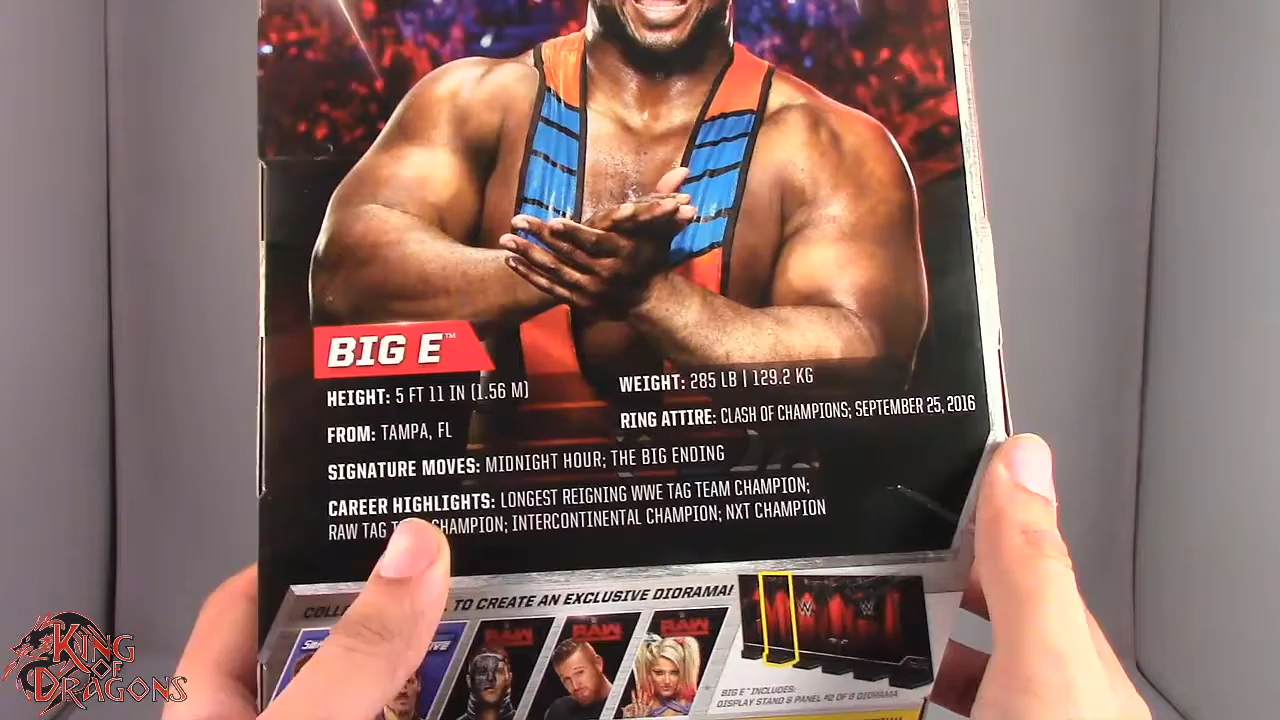 BIG E™
HEIGHT: 5 FT 11 IN (1.56 M)
WEIGHT: 285 LB | 129.2 KG
FROM: TAMPA, FL
RING ATTIRE: CLASH OF CHAMPIONS; SEPTEMBER 25, 2016
SIGNATURE MOVES: MIDNIGHT HOUR; THE BIG ENDING
CAREER HIGHLIGHTS: LONGEST REIGNING WWE TAG TEAM CHAMPION;
RAW TAG CHAMPION; INTERCONTINENTAL CHAMPION; NXT CHAMPION
TO CREATE AN EXCLUSIVE DIORAMA!
RAW
RAW
RAW
BIG E™ INCLUDES:
DISPLAY STAND & PANEL #2 OF 8 DIORAMA
KING
OF
DRAGONS